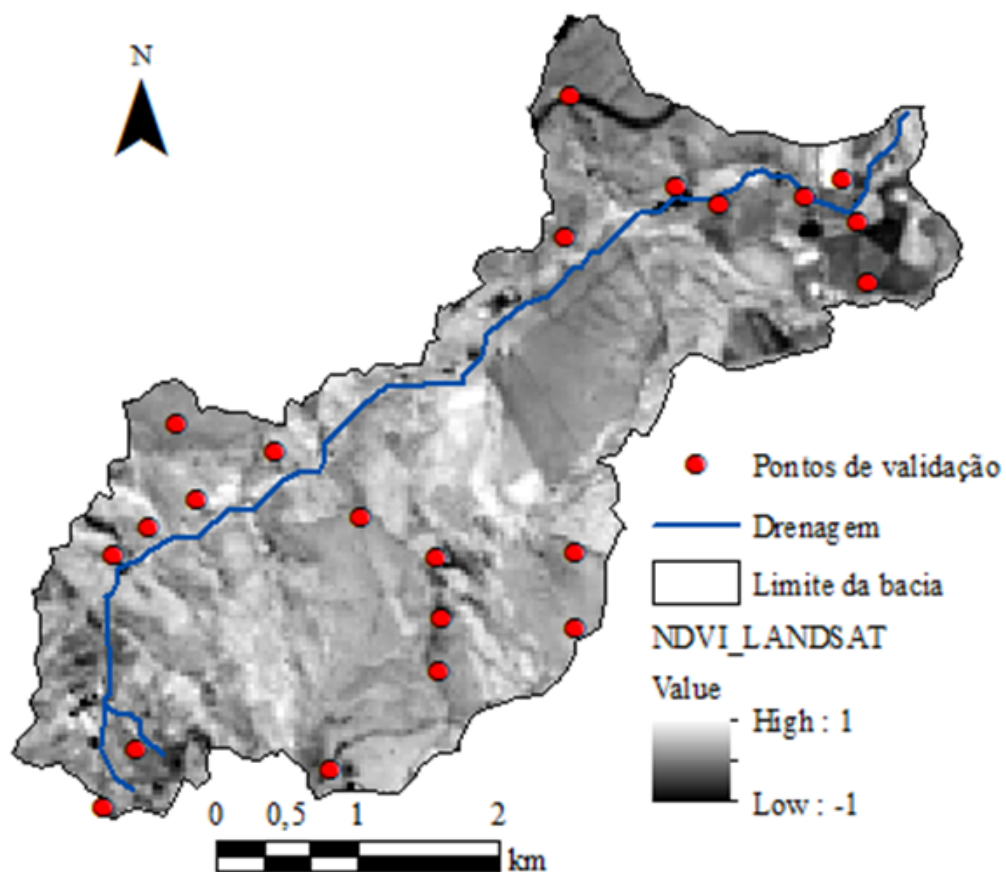 N
Pontos de validação
Drenagem
Limite da bacia
NDVI_LANDSAT
Value
High : 1
Low : -1
0 0,5 1 2
km